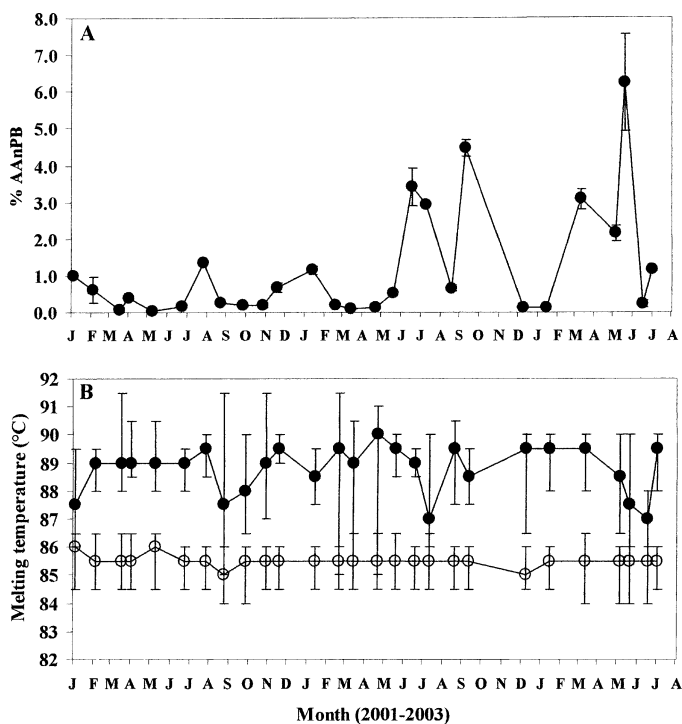 8.0
A
7.0
6.0
5.0
4.0
3.0
2.0
1.0
0.0
% AAnPB
J F M A M J J A S O N D J F M A M J J A S O N D J F M A M J J A
92
B
91
90
89
88
87
86
85
84
83
82
Melting temperature (°C)
J F M A M J J A S O N D J F M A M J J A S O N D J F M A M J J A
Month (2001-2003)